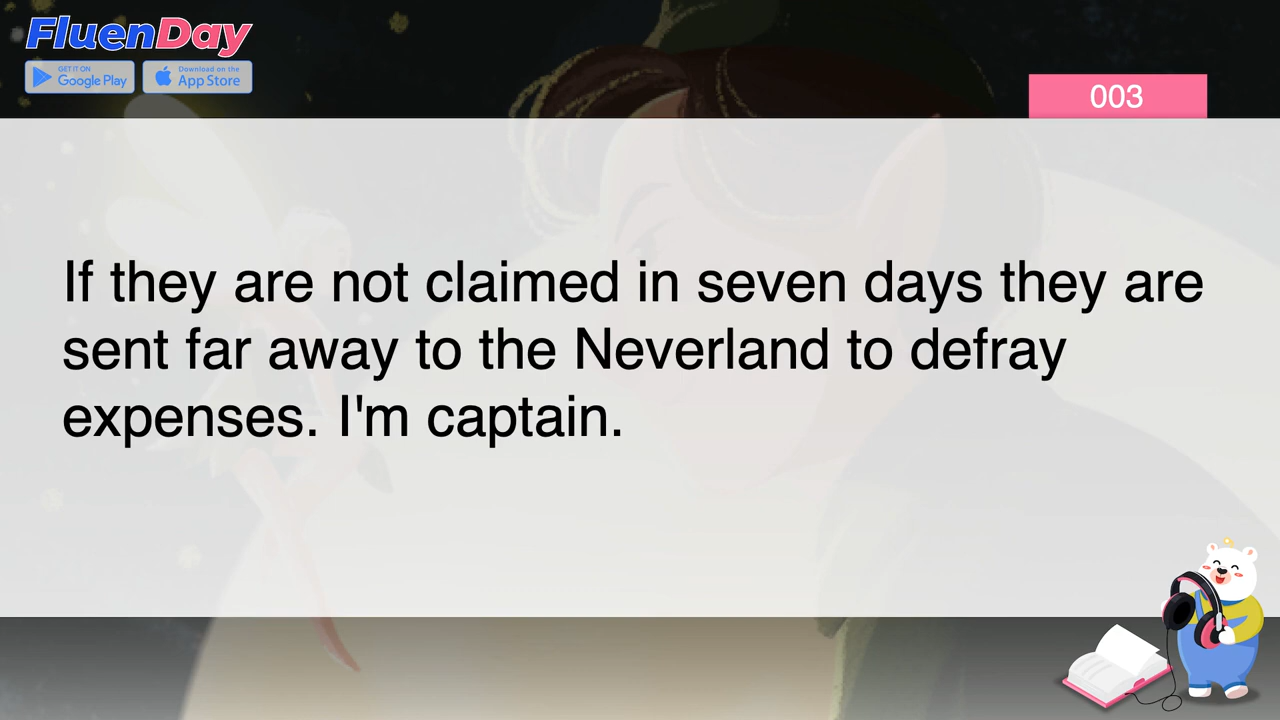 FluenDay
GET IT ON
Google Play
Download on the
App Store
003
If they are not claimed in seven days they are
sent far away to the Neverland to defray
expenses. I'm captain.